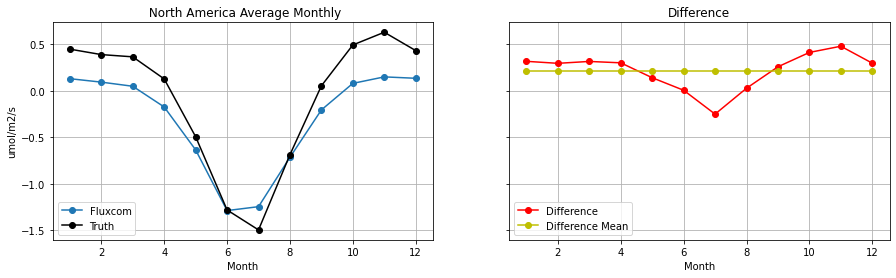 North America Average Monthly
umol/m2/s
0.5
0.0
−0.5
−1.0
−1.5
2 4 6 8 10 12
Month
Fluxcom
Truth
Difference
2 4 6 8 10 12
Month
Difference
Difference Mean